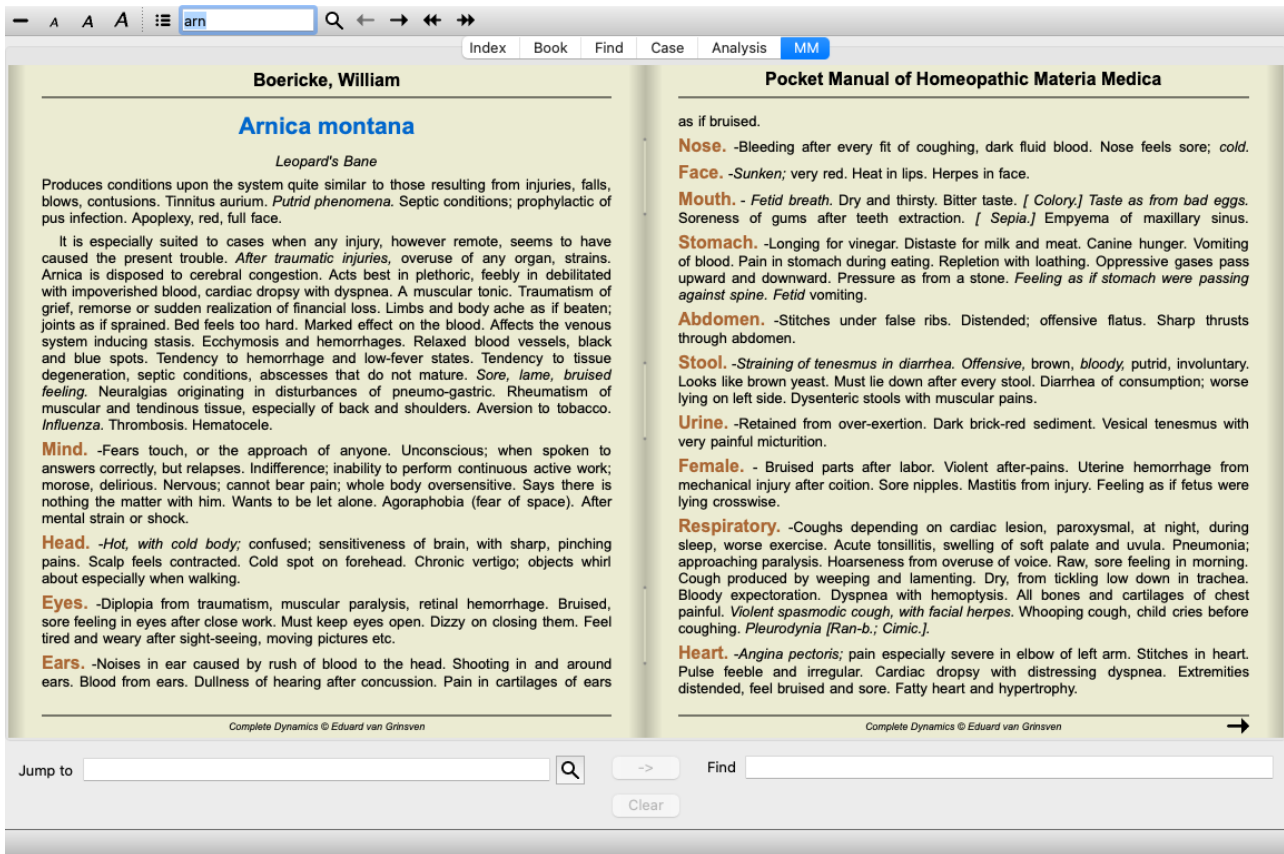 A A A arn
Index Book Find Case Analysis MM
Boericke, William
Arnica montana
Leopard's Bane
Produces conditions upon the system quite similar to those resulting from injuries, falls,
blows, contusions. Tinnitus aurium. Putrid phenomena. Septic conditions; prophylactic of
pus infection. Apoplexy, red, full face.
It is especially suited to cases when any injury, however remote, seems to have
caused the present trouble. After traumatic injuries, overuse of any organ, strains.
Arnica is disposed to cerebral congestion. Acts best in plethoric, feebly in debilitated
with impoverished blood, cardiac dropsy with dyspnea. A muscular tonic. Traumatism of
grief, remorse or sudden realization of financial loss. Limbs and body ache as if beaten;
joints as if sprained. Bed feels too hard. Marked effect on the blood. Affects the venous
system inducing stasis. Ecchymosis and hemorrhages. Relaxed blood vessels, black
and blue spots. Tendency to hemorrhage and low-fever states. Tendency to tissue
degeneration, septic conditions, abscesses that do not mature. Sore, lame, bruised
feeling. Neuralgias originating in disturbances of pneumo-gastric. Rheumatism of
muscular and tendinous tissue, especially of back and shoulders. Aversion to tobacco.
Influenza. Thrombosis. Hematocele.
Mind. -Fears touch, or the approach of anyone. Unconscious; when spoken to
answers correctly, but relapses. Indifference; inability to perform continuous active work;
morose, delirious. Nervous; cannot bear pain; whole body oversensitive. Says there is
nothing the matter with him. Wants to be let alone. Agoraphobia (fear of space). After
mental strain or shock.
Head. -Hot, with cold body; confused; sensitiveness of brain, with sharp, pinching
pains. Scalp feels contracted. Cold spot on forehead. Chronic vertigo; objects whirl
about especially when walking.
Eyes. -Diplopia from traumatism, muscular paralysis, retinal hemorrhage. Bruised,
sore feeling in eyes after close work. Must keep eyes open. Dizzy on closing them. Feel
tired and weary after sight-seeing, moving pictures etc.
Ears. -Noises in ear caused by rush of blood to the head. Shooting in and around
ears. Blood from ears. Dullness of hearing after concussion. Pain in cartilages of ears
Complete Dynamics © Eduard van Grinsven
Pocket Manual of Homeopathic Materia Medica
as if bruised.
Nose. -Bleeding after every fit of coughing, dark fluid blood. Nose feels sore; cold.
Face. -Sunken; very red. Heat in lips. Herpes in face.
Mouth. - Fetid breath. Dry and thirsty. Bitter taste. [ Colory.] Taste as from bad eggs.
Soreness of gums after teeth extraction. [ Sepia.] Empyema of maxillary sinus.
Stomach. -Longing for vinegar. Distaste for milk and meat. Canine hunger. Vomiting
of blood. Pain in stomach during eating. Repletion with loathing. Oppressive gases pass
upward and downward. Pressure as from a stone. Feeling as if stomach were passing
against spine. Fetid vomiting.
Abdomen. -Stitches under false ribs. Distended; offensive flatus. Sharp thrusts
through abdomen.
Stool. -Straining of tenesmus in diarrhea. Offensive, brown, bloody, putrid, involuntary.
Looks like brown yeast. Must lie down after every stool. Diarrhea of consumption; worse
lying on left side. Dysenteric stools with muscular pains.
Urine. -Retained from over-exertion. Dark brick-red sediment. Vesical tenesmus with
very painful micturition.
Female. - Bruised parts after labor. Violent after-pains. Uterine hemorrhage from
mechanical injury after coition. Sore nipples. Mastitis from injury. Feeling as if fetus were
lying crosswise.
Respiratory. -Coughs depending on cardiac lesion, paroxysmal, at night, during
sleep, worse exercise. Acute tonsillitis, swelling of soft palate and uvula. Pneumonia;
approaching paralysis. Hoarseness from overuse of voice. Raw, sore feeling in morning.
Cough produced by weeping and lamenting. Dry, from tickling low down in trachea.
Bloody expectoration. Dyspnea with hemoptysis. All bones and cartilages of chest
painful. Violent spasmodic cough, with facial herpes. Whooping cough, child cries before
coughing. Pleurodynia [Ran-b.; Cimic.].
Heart. -Angina pectoris; pain especially severe in elbow of left arm. Stitches in heart.
Pulse feeble and irregular. Cardiac dropsy with distressing dyspnea. Extremities
distended, feel bruised and sore. Fatty heart and hypertrophy.
Complete Dynamics © Eduard van Grinsven
Jump to -> Find
Clear